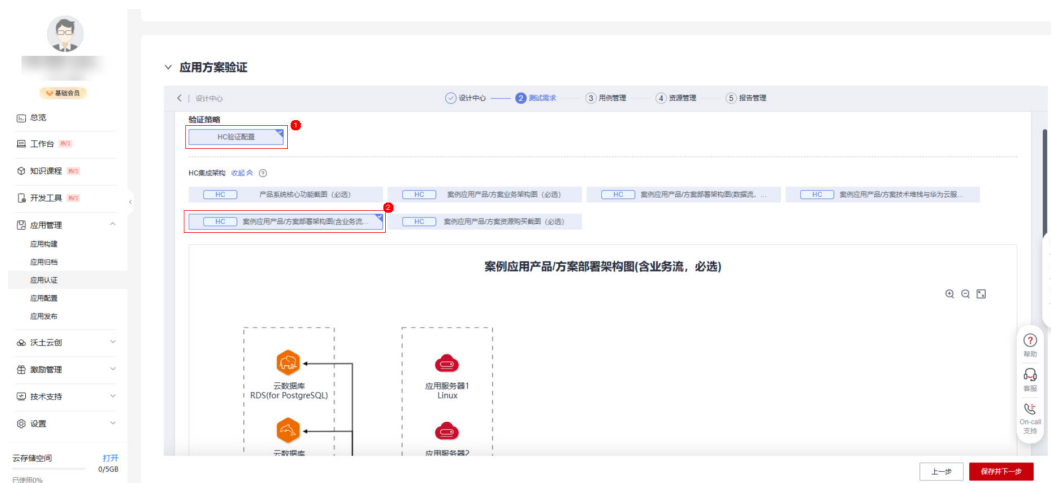 基础会员
总览
工作台 热门
知识课程 热门
开发工具 热门
应用管理
应用构建
应用归档
应用认证
应用配置
应用发布
沃土云创
激励管理
技术支持
设置
云存储空间 打开
0/5GB
已使用0%
应用方案验证
设计中心
设计中心 2 测试需求 3 用例管理 4 资源管理 5 报告管理
验证策略
1
HC验证配置
HC集成架构 收起
HC 产品系统核心功能截图（必选）
HC 案例应用产品/方案业务架构图（必选）
HC 案例应用产品/方案部署架构图(数据流，...
HC 案例应用产品/方案技术堆栈与华为云服...
2
HC 案例应用产品/方案部署架构图(含业务流...
HC 案例应用产品/方案资源购买截图（必选）
案例应用产品/方案部署架构图(含业务流，必选)
云数据库
RDS(for PostgreSQL)
应用服务器1
Linux
云数据库
应用服务器2
帮助
客服
On-call
支持
上一步
保存并下一步